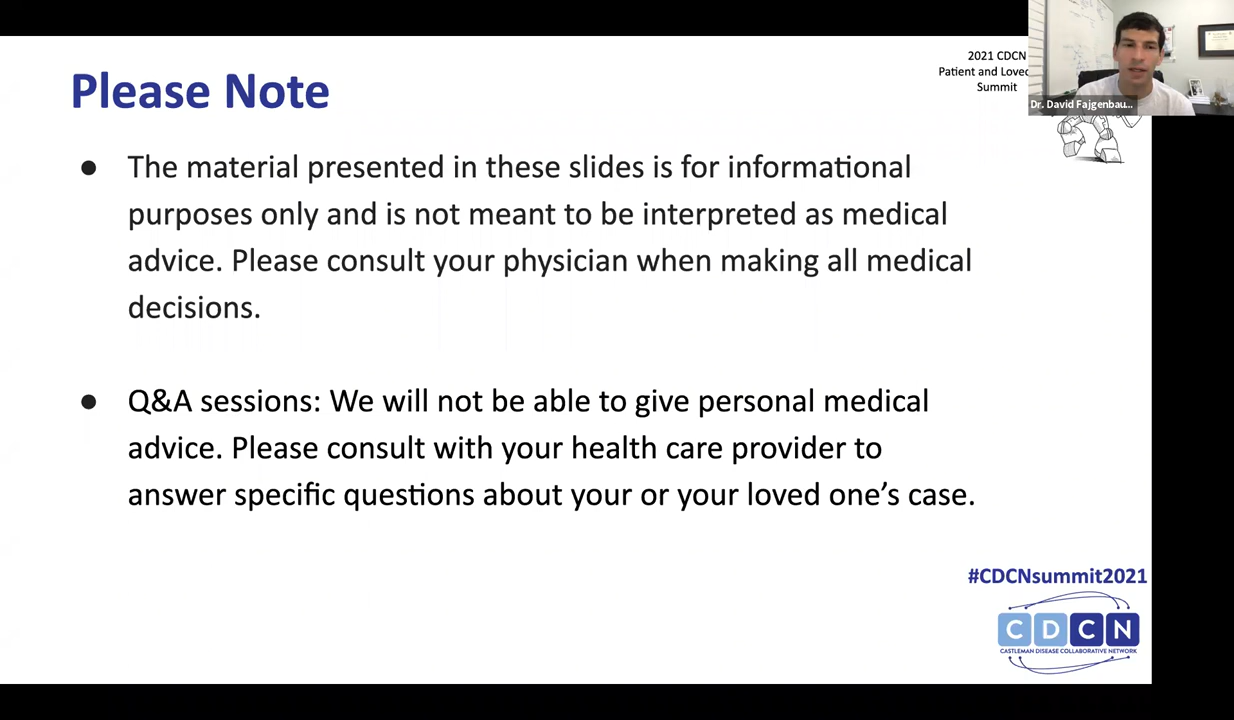 Please Note
2021 CDCN
Patient and Loved
Summit
Dr. David Fajgenbau...
● The material presented in these slides is for informational
purposes only and is not meant to be interpreted as medical
advice. Please consult your physician when making all medical
decisions.
● Q&A sessions: We will not be able to give personal medical
advice. Please consult with your health care provider to
answer specific questions about your or your loved one’s case.
#CDCNsummit2021
CDCN
CASTLEMAN DISEASE COLLABORATIVE NETWORK